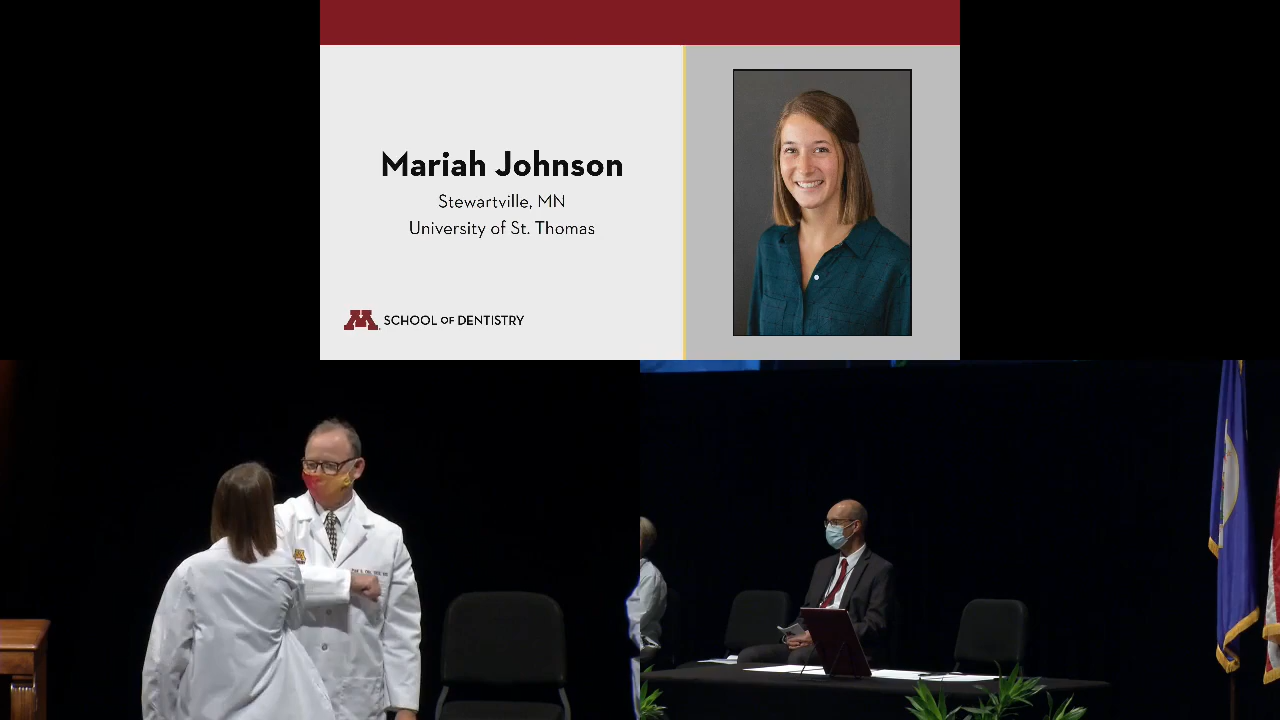 Mariah Johnson
Stewartville, MN
University of St. Thomas
M SCHOOL OF DENTISTRY